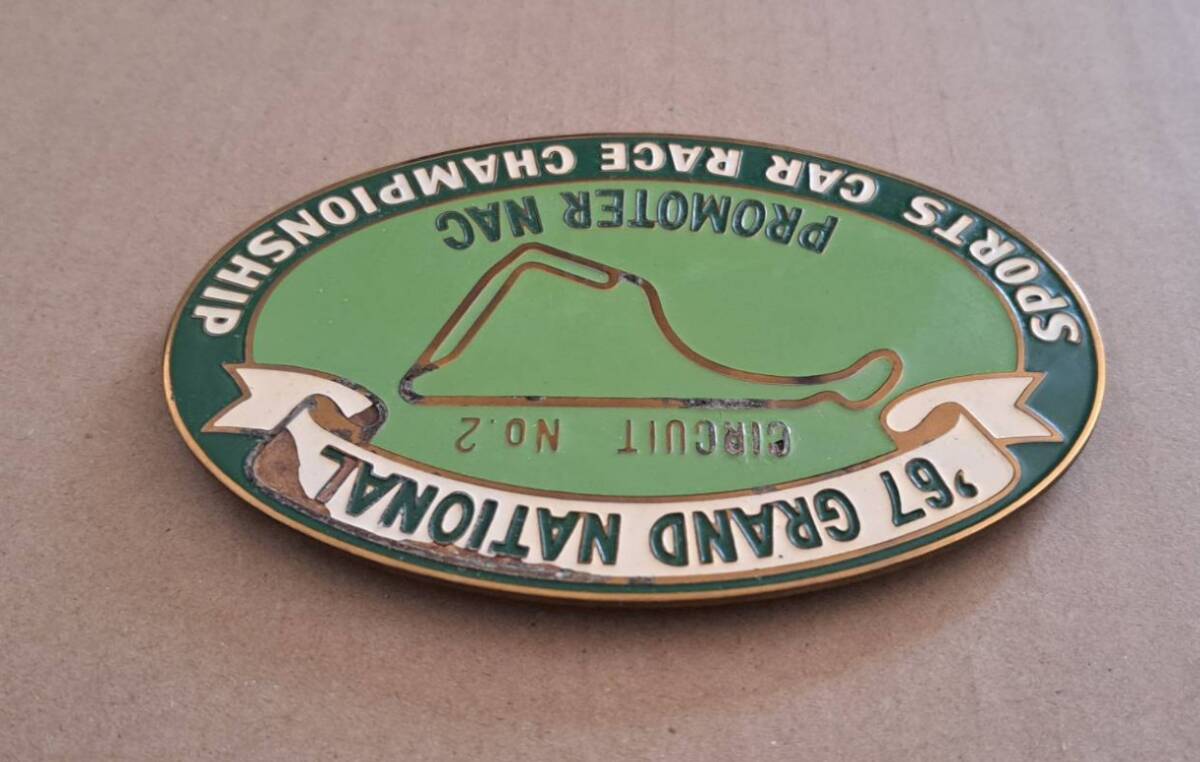 '67 GRAND NATIONAL
CIRCUIT No.2
PROMOTER NAC
SPORTS CAR RACE CHAMPIONSHIP